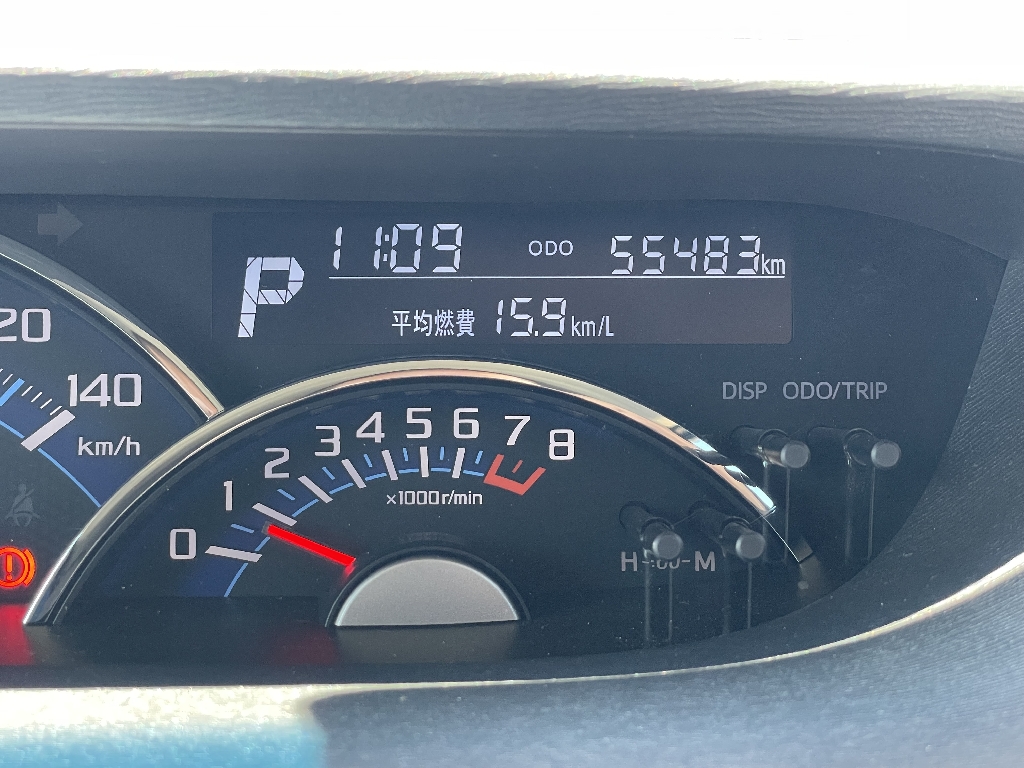 11:09 ODO 55483km
P
平均燃費 15.9km/L
20
140
km/h
DISP ODO/TRIP
0 1 2 3 4 5 6 7 8
×1000r/min
H M
!